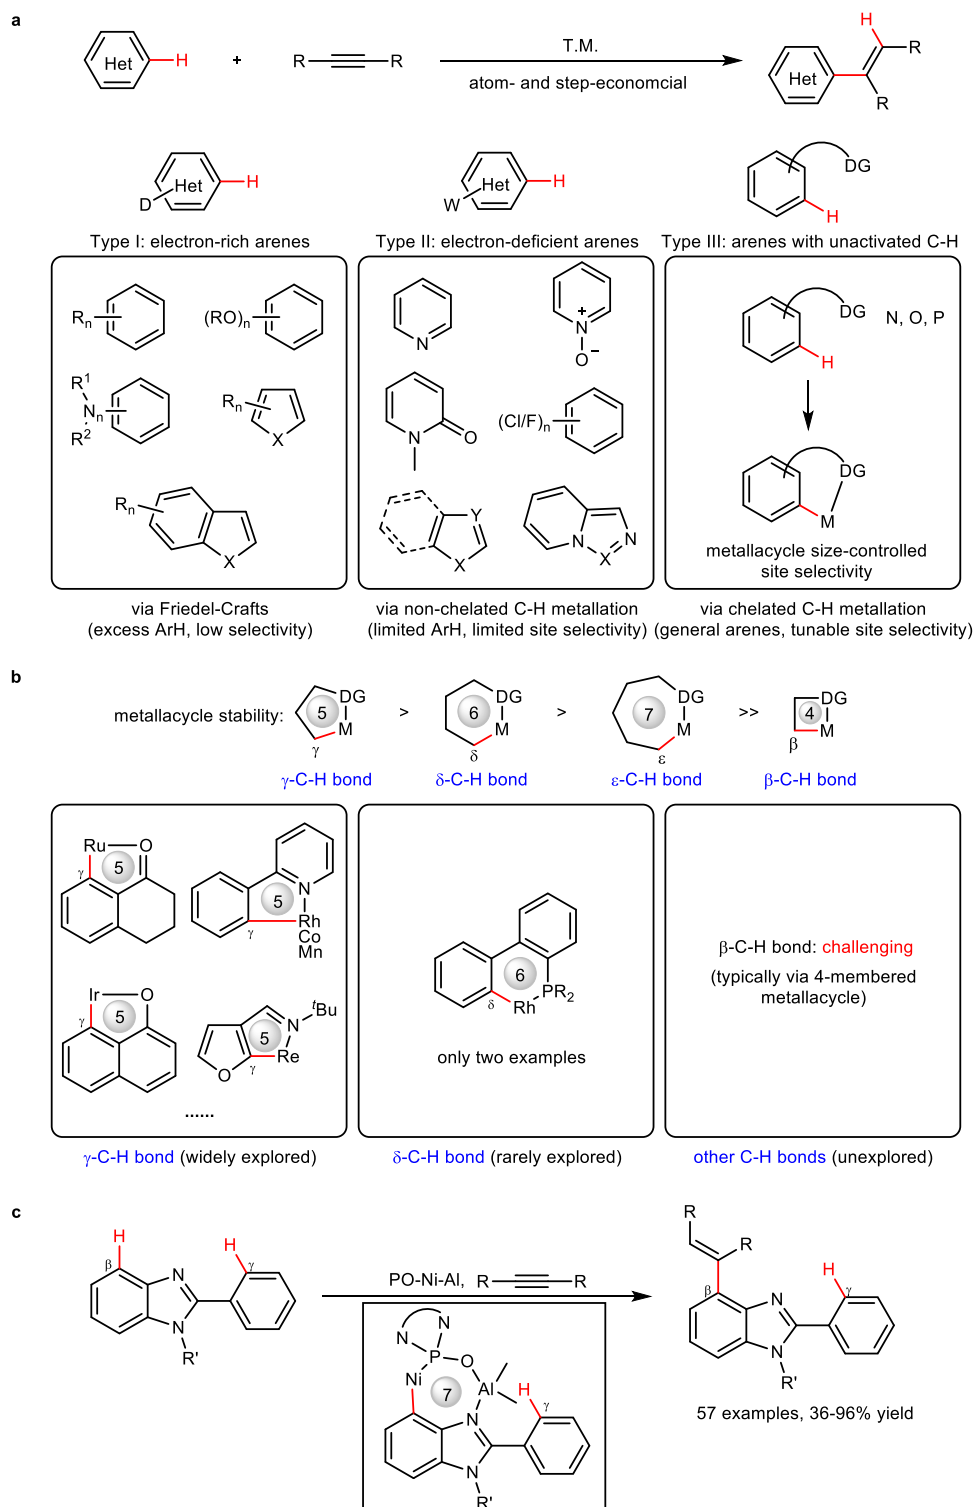 a
Het
H
+
R
R
T.M.
atom- and step-economcial
H
R
Het
R
Het
H
D
Het
H
W
DG
H
Type I: electron-rich arenes
Type II: electron-deficient arenes
Type III: arenes with unactivated C-H
Rn
(RO)n
R1
Nn
R2
Rn
X
Rn
X
N
N
+
O
−
N
O
(Cl/F)n
Y
X
N
N
X
DG
N, O, P
H
DG
M
metallacycle size-controlled
site selectivity
via Friedel-Crafts
(excess ArH, low selectivity)
via non-chelated C-H metallation
(limited ArH, limited site selectivity)
via chelated C-H metallation
(general arenes, tunable site selectivity)
b
metallacycle stability:
5
DG
M
γ
>
6
DG
M
δ
>
7
DG
M
ε
>>
4
DG
M
β
γ-C-H bond
δ-C-H bond
ε-C-H bond
β-C-H bond
Ru
O
γ
5
N
5
γ
Rh
Co
Mn
Ir
O
γ
5
tBu
N
5
O
γ
Re
......
6
δ
PR2
Rh
only two examples
β-C-H bond: challenging
(typically via 4-membered
metallacycle)
γ-C-H bond (widely explored)
δ-C-H bond (rarely explored)
other C-H bonds (unexplored)
c
H
β
H
γ
N
N
R'
PO-Ni-Al, R
R
N
N
P
O
Ni
7
Al
H
γ
N
N
R'
R
R
β
H
γ
N
N
R'
57 examples, 36-96% yield